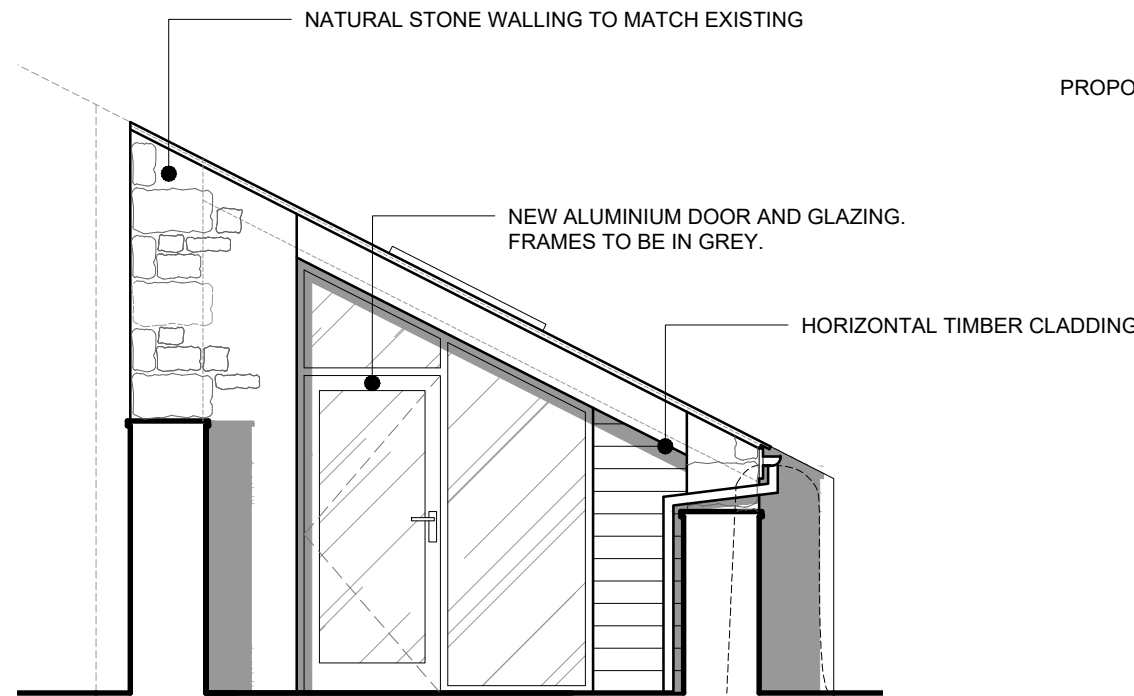 NATURAL STONE WALLING TO MATCH EXISTING
PROPO
NEW ALUMINIUM DOOR AND GLAZING.
FRAMES TO BE IN GREY.
HORIZONTAL TIMBER CLADDING